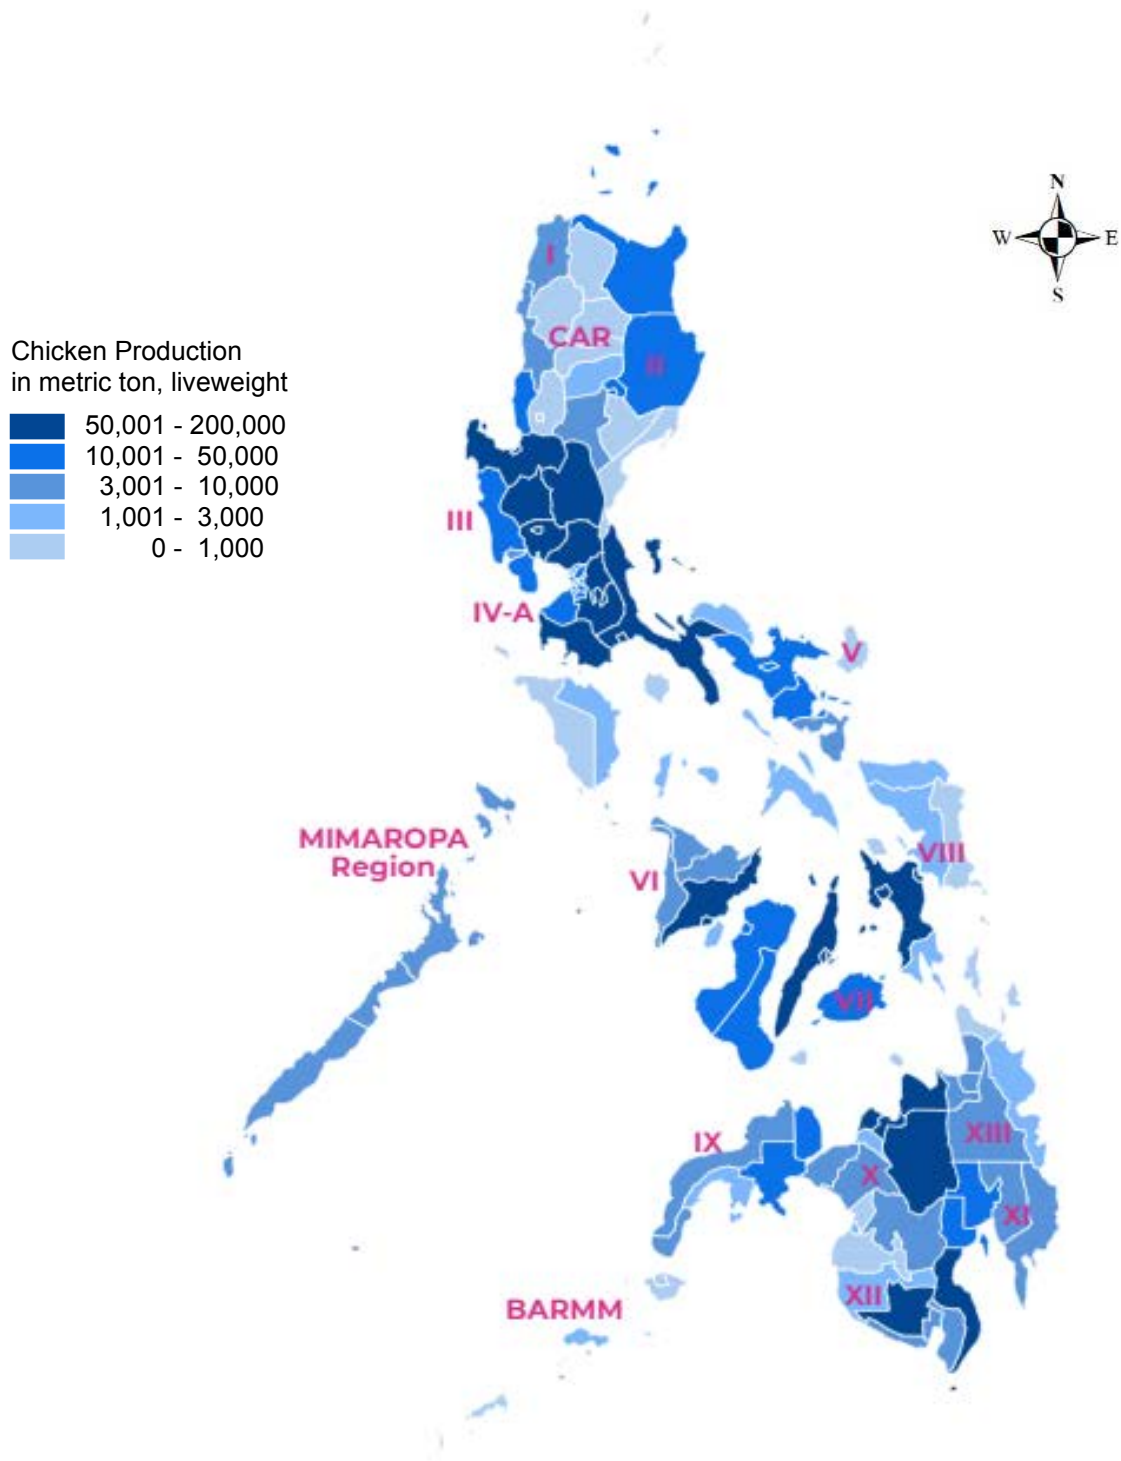 N
W E
S
I
CAR
II
Chicken Production
in metric ton, liveweight
50,001 - 200,000
10,001 - 50,000
3,001 - 10,000
1,001 - 3,000
0 - 1,000
III
IV-A
V
MIMAROPA
Region
VI
VIII
VII
IX
X
XIII
XI
XII
BARMM